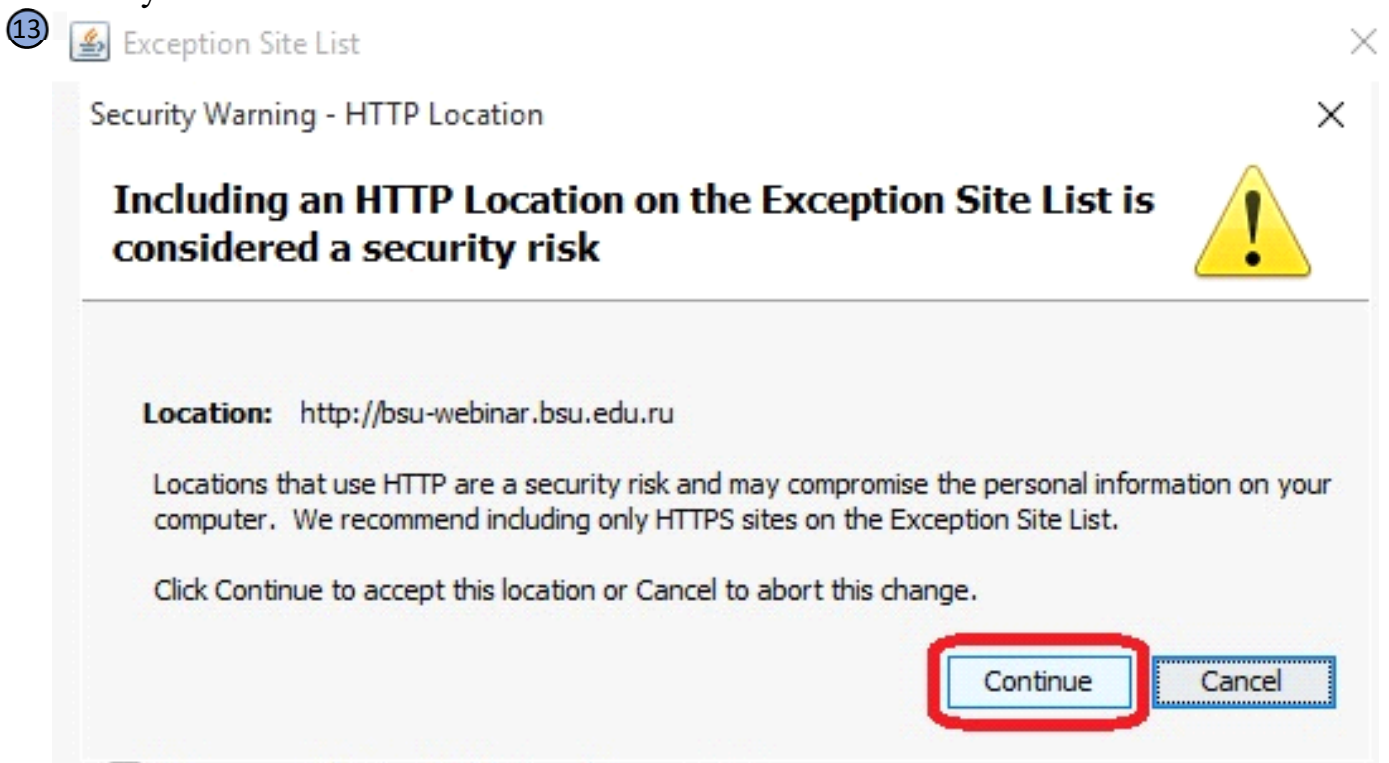 13
Exception Site List
Security Warning - HTTP Location
Including an HTTP Location on the Exception Site List is
considered a security risk
Location: http://bsu-webinar.bsu.edu.ru
Locations that use HTTP are a security risk and may compromise the personal information on your
computer. We recommend including only HTTPS sites on the Exception Site List.
Click Continue to accept this location or Cancel to abort this change.
Continue Cancel